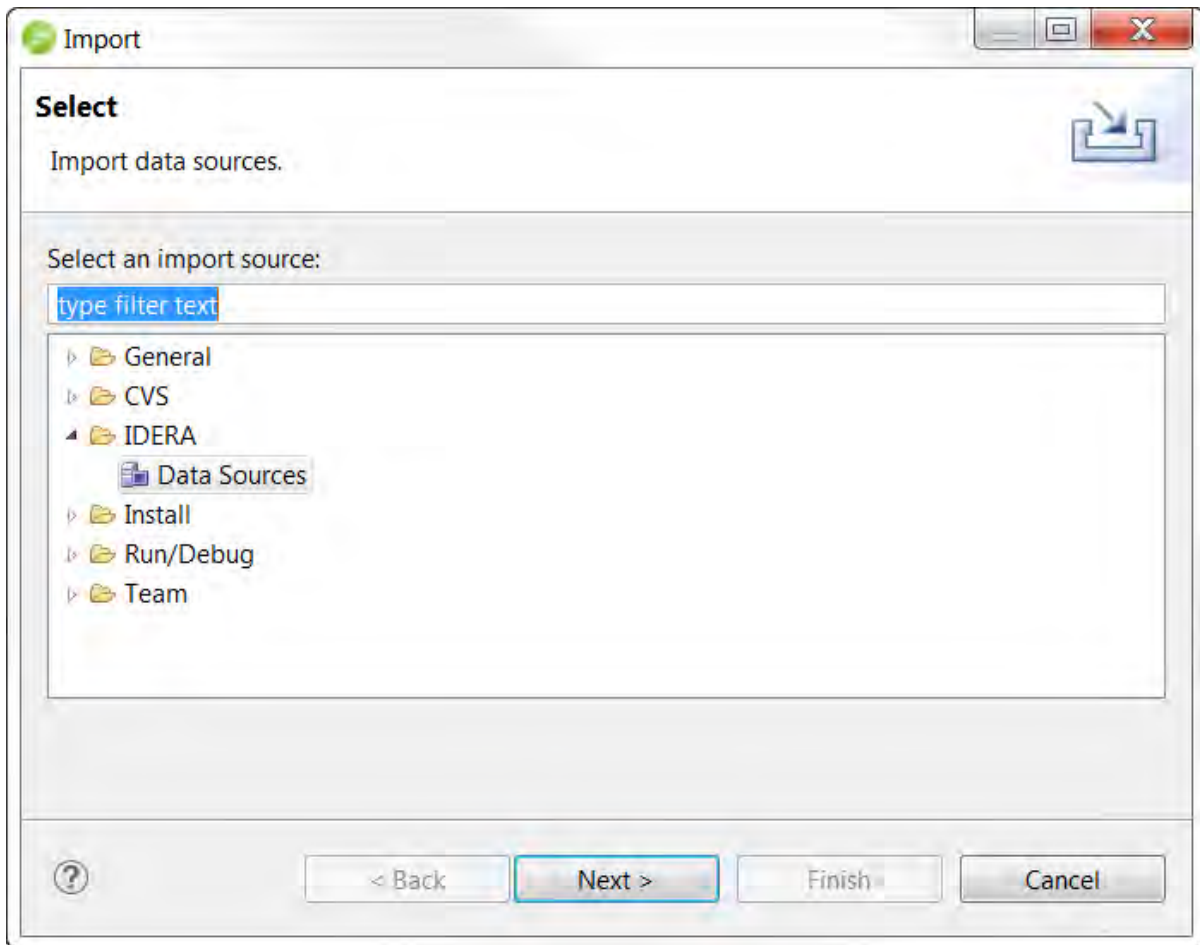 Import
Select
Import data sources.
Select an import source:
type filter text
General
CVS
IDERA
Data Sources
Install
Run/Debug
Team
?
< Back
Next >
Finish
Cancel